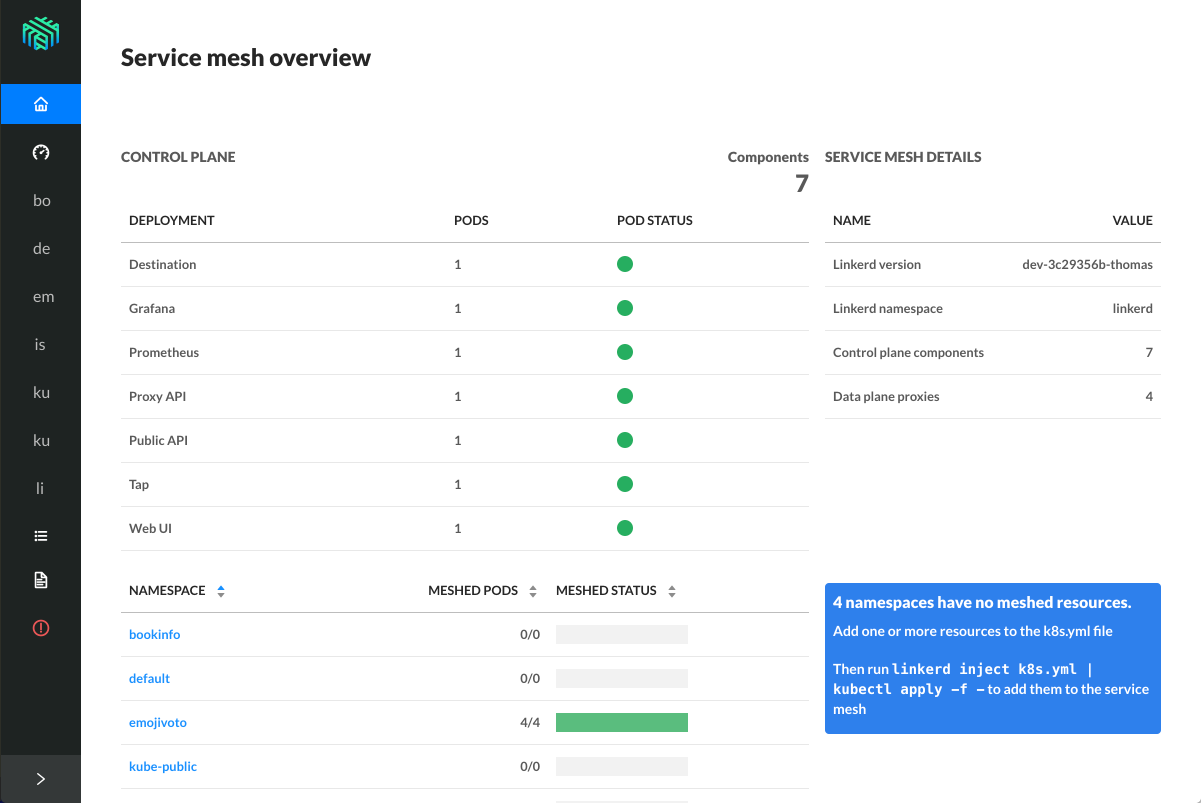 Service mesh overview
bo
de
em
is
ku
ku
li
CONTROL PLANE
Components
7
DEPLOYMENT PODS POD STATUS
Destination 1
Grafana 1
Prometheus 1
Proxy API 1
Public API 1
Tap 1
Web UI 1
SERVICE MESH DETAILS
NAME VALUE
Linkerd version dev-3c29356b-thomas
Linkerd namespace linkerd
Control plane components 7
Data plane proxies 4
NAMESPACE MESHED PODS MESHED STATUS
bookinfo 0/0
default 0/0
emojivoto 4/4
kube-public 0/0
4 namespaces have no meshed resources.
Add one or more resources to the k8s.yml file
Then run linkerd inject k8s.yml |
kubectl apply -f - to add them to the service
mesh